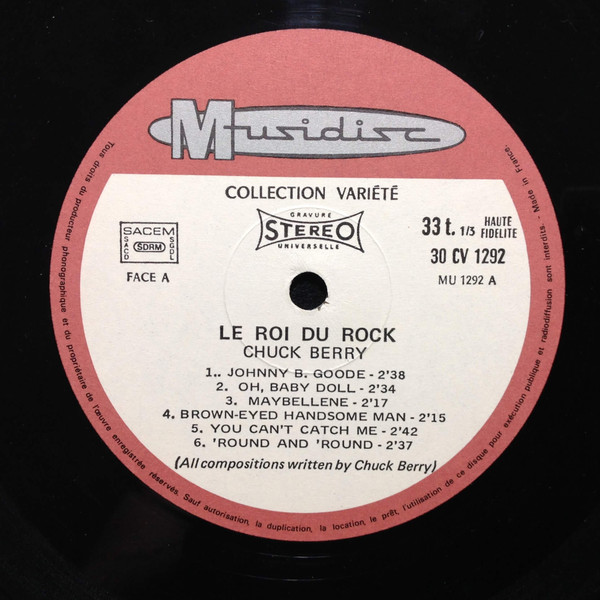 Musidisc
COLLECTION VARIÉTÉ
GRAVURE
STEREO
UNIVERSELLE
SACEM
SACD
SDRM
SGDL
FACE A
33 t. 1/3 HAUTE FIDELITE
30 CV 1292
MU 1292 A
LE ROI DU ROCK
CHUCK BERRY
1.. JOHNNY B. GOODE - 2'38
2. OH, BABY DOLL - 2'34
3. MAYBELLENE - 2'17
4. BROWN-EYED HANDSOME MAN - 2'15
5. YOU CAN'T CATCH ME - 2'42
6. 'ROUND AND 'ROUND - 2'37
(All compositions written by Chuck Berry)
Tous droits du producteur phonographique et du propriétaire de l'œuvre enregistrée réservés. Sauf autorisation, la duplication, la location, le prêt, l'utilisation de ce disque pour exécution publique et radiodiffusion sont interdits. - Made in France.